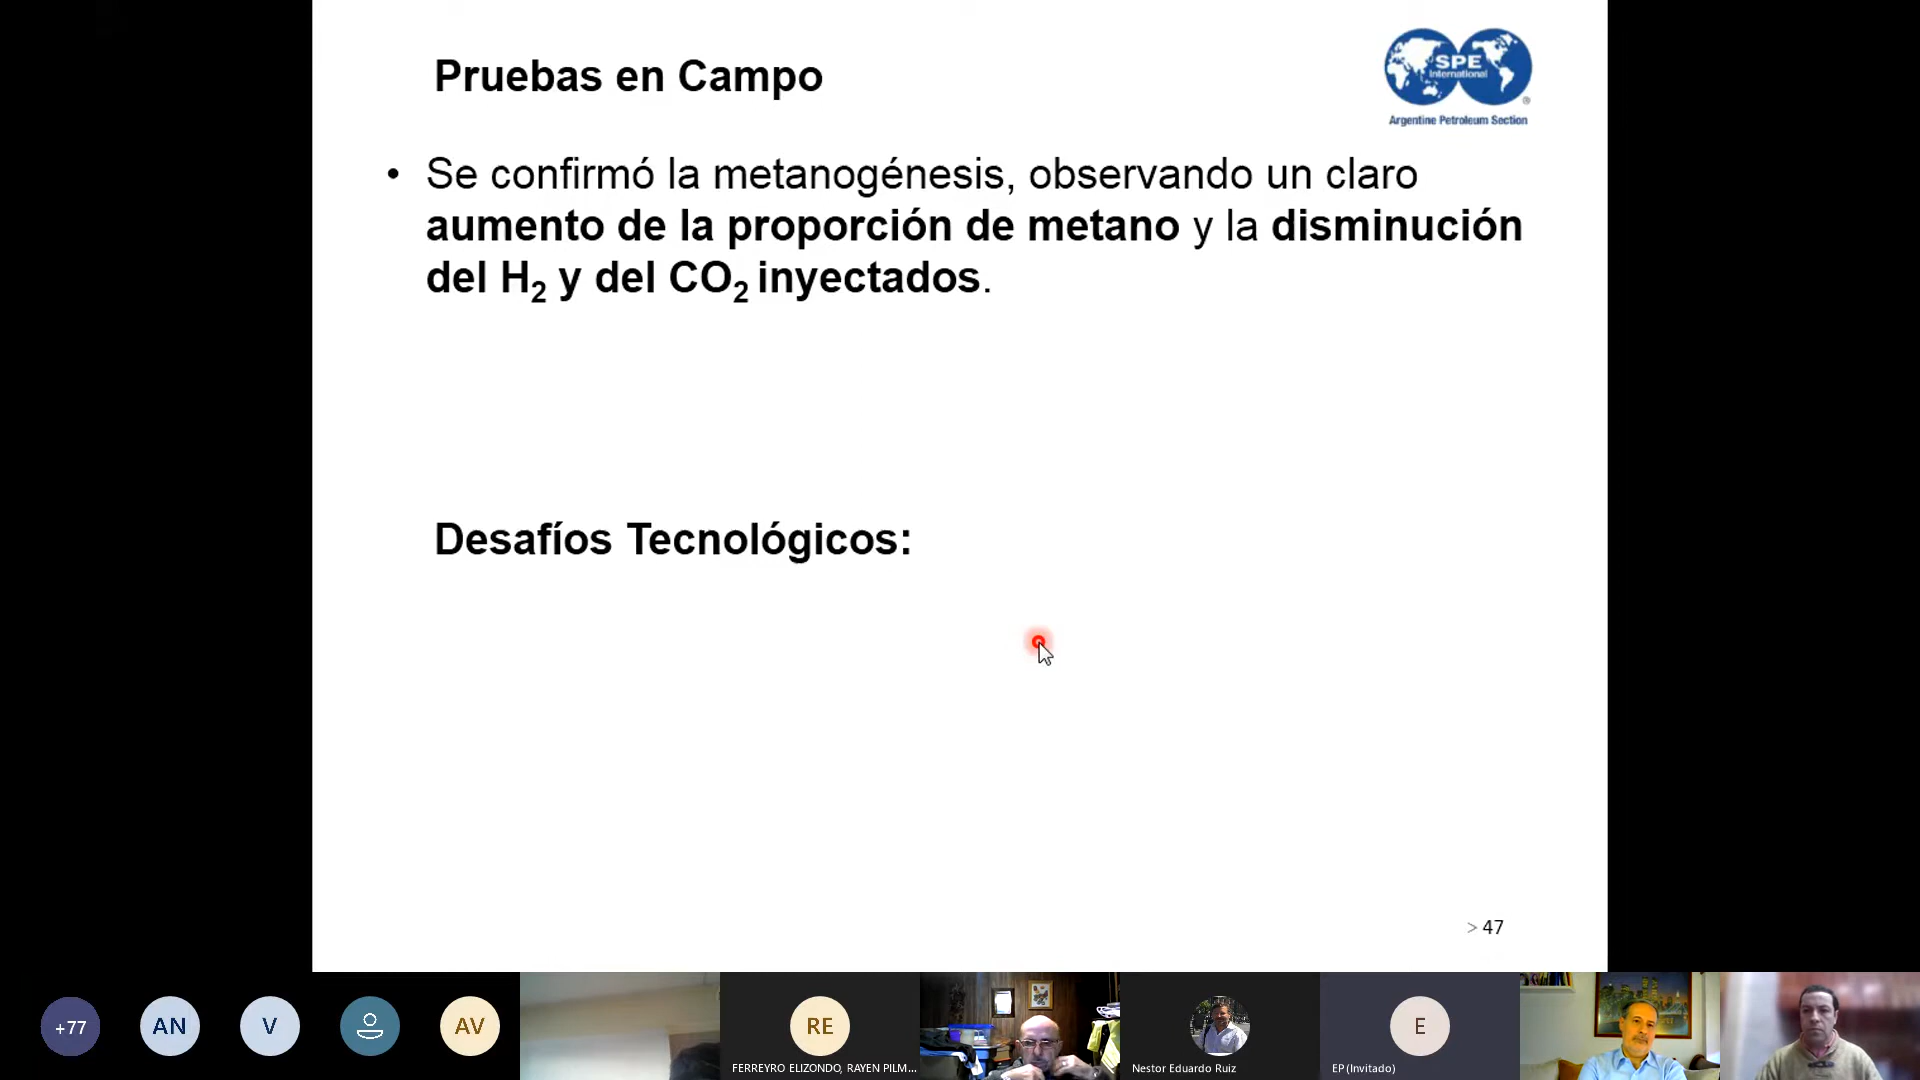 Pruebas en Campo
SPE
International
®
Argentine Petroleum Section
• Se confirmó la metanogénesis, observando un claro
aumento de la proporción de metano y la disminución
del H₂ y del CO₂ inyectados.
Desafíos Tecnológicos:
> 47
+77
AN
V
AV
RE
FERREYRO ELIZONDO, RAYEN PILM...
Nestor Eduardo Ruiz
E
EP (Invitado)